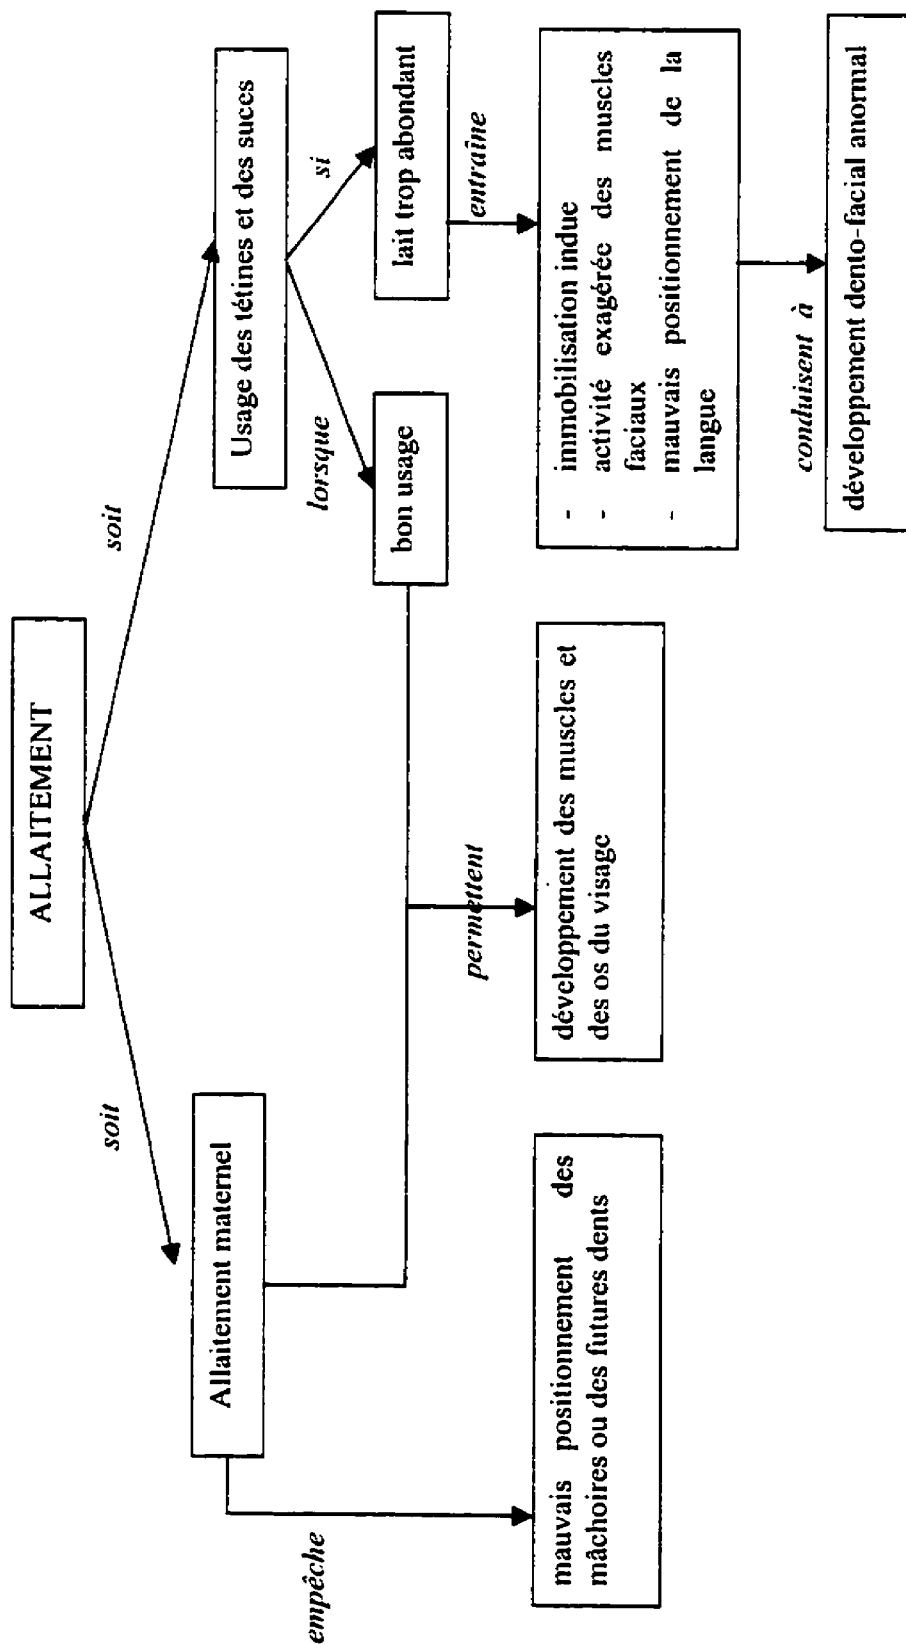 ALLAITEMENT
soit
soit
Allaitement maternel
Usage des tétines et des suces
empêche
lorsque
si
bon usage
lait trop abondant
permettent
entraîne
mauvais positionnement des
mâchoires ou des futures dents
développement des muscles et
des os du visage
- immobilisation indue
- activité exagérée des muscles
faciaux
- mauvais positionnement de la
langue
conduisent à
développement dento-facial anormal